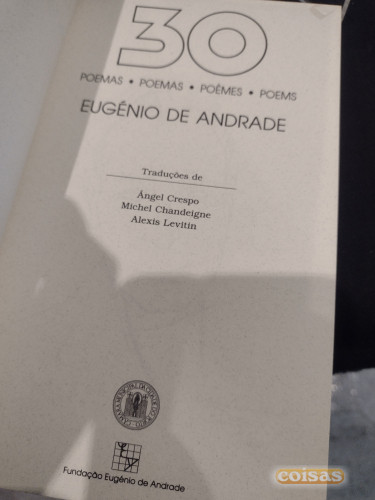 30
POEMAS • POEMAS • POÈMES • POEMS
EUGÉNIO DE ANDRADE
Traduções de
Ángel Crespo
Michel Chandeigne
Alexis Levitin
Fundação Eugénio de Andrade
coisas